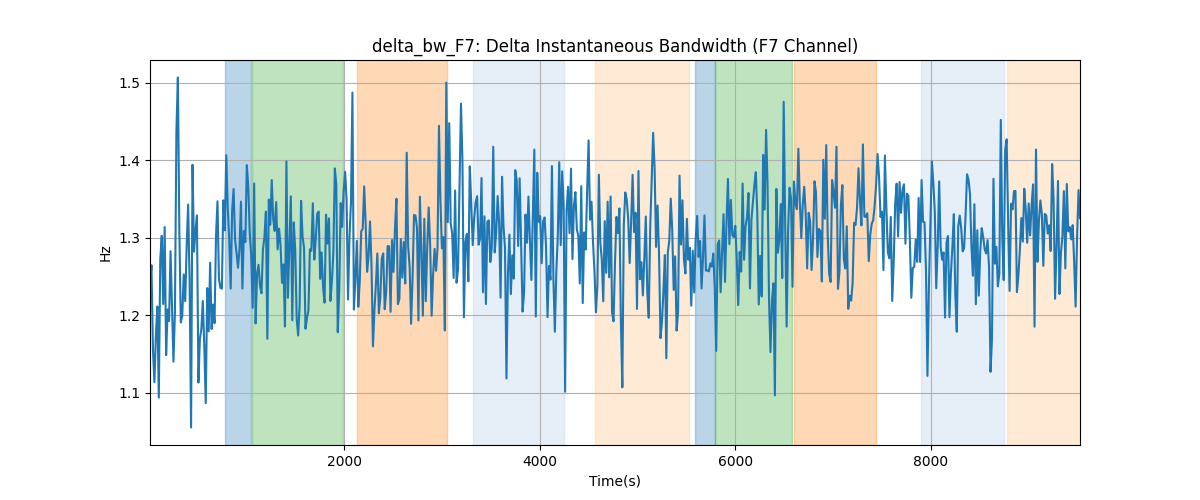 delta_bw_F7: Delta Instantaneous Bandwidth (F7 Channel)
1.5
1.4
1.3
1.2
1.1
Hz
2000 4000 6000 8000
Time(s)